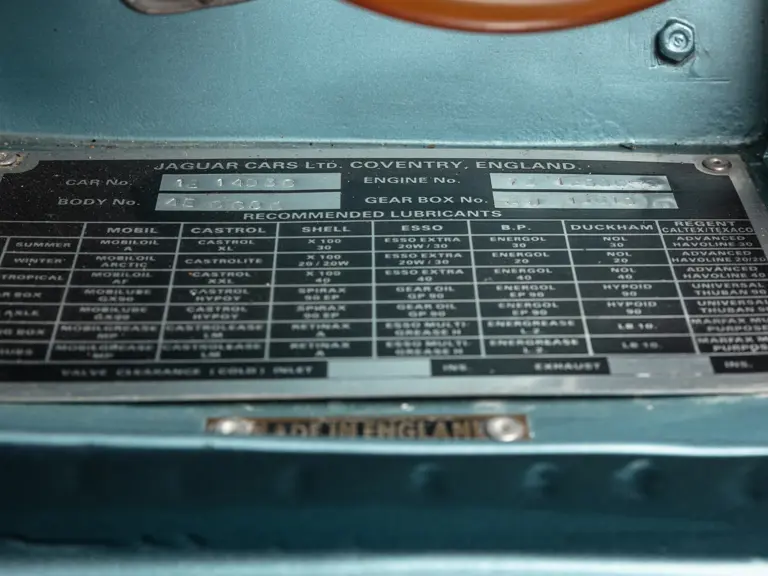 JAGUAR CARS LTD. COVENTRY, ENGLAND.
CAR No. ENGINE No.
BODY No. GEAR BOX No.
RECOMMENDED LUBRICANTS
MOBIL CASTROL SHELL ESSO B.P. DUCKHAM REGENT CALTEX/TEXACO
SUMMER MOBILOIL A CASTROL XL X 100 30 ESSO EXTRA 20W/30 ENERGOL 30 NOL 30 ADVANCED HAVOLINE 30
WINTER MOBILOIL ARCTIC CASTROLITE X 100 20/20W ESSO EXTRA 20W/30 ENERGOL 20 NOL 20 ADVANCED HAVOLINE 20/20
TROPICAL MOBILOIL AF CASTROL XXL X 100 40 ESSO EXTRA 40 ENERGOL 40 NOL 40 ADVANCED HAVOLINE 40
BOX MOBILUBE GX90 CASTROL HYPOY SPIRAX 90 EP GEAR OIL GP 90 ENERGOL EP 90 HYPOID 90 UNIVERSAL THUBAN 90
AXLE MOBILUBE GX90 CASTROL HYPOY SPIRAX 90 EP GEAR OIL GP 90 ENERGOL EP 90 HYPOID 90 UNIVERSAL THUBAN 90
BOX MOBILGREASE MP CASTROLEASE LM RETINAX A ESSO MULTI- GREASE H ENERGREASE L 2 LB 10. PURPOSE
HUBS MOBILGREASE MP CASTROLEASE LM RETINAX A ESSO MULTI- GREASE H ENERGREASE L 2 LB 10. MARFAX PURPOSE
VALVE CLEARANCE (COLD) INLET INS. EXHAUST INS.
MADE IN ENGLAND